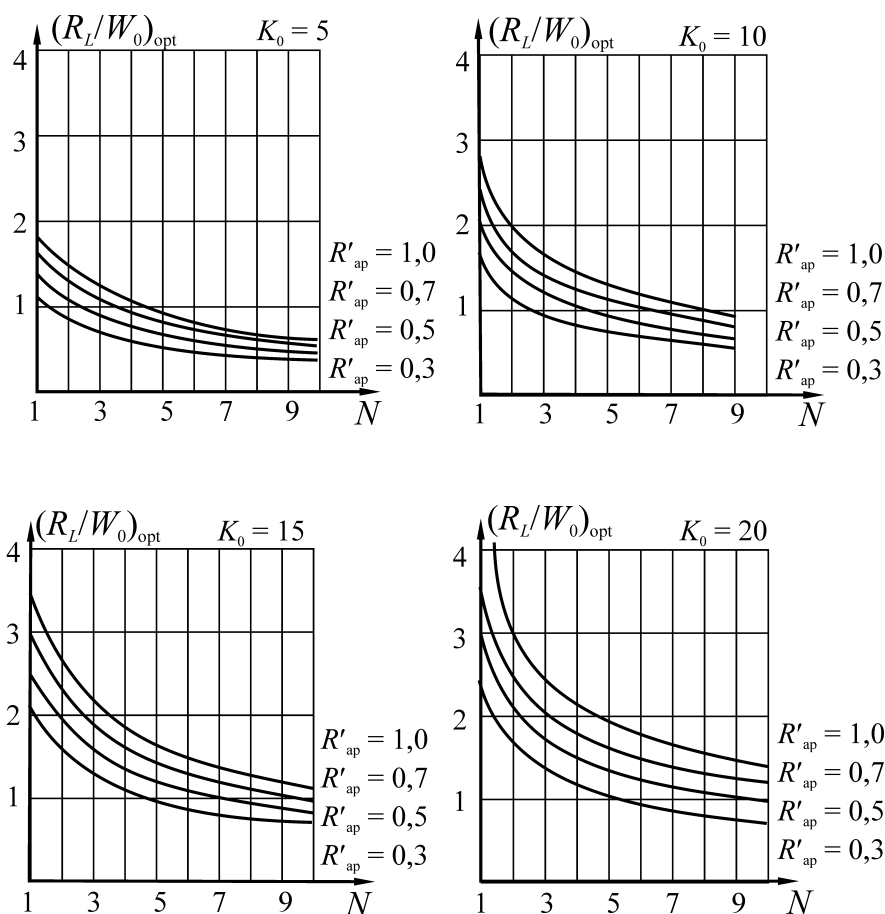 (R_L/W_0)_opt K_0 = 5
4
3
2
1
R'_ap = 1,0
R'_ap = 0,7
R'_ap = 0,5
R'_ap = 0,3
1 3 5 7 9 N
(R_L/W_0)_opt K_0 = 10
4
3
2
1
R'_ap = 1,0
R'_ap = 0,7
R'_ap = 0,5
R'_ap = 0,3
1 3 5 7 9 N
(R_L/W_0)_opt K_0 = 15
4
3
2
1
R'_ap = 1,0
R'_ap = 0,7
R'_ap = 0,5
R'_ap = 0,3
1 3 5 7 9 N
(R_L/W_0)_opt K_0 = 20
4
3
2
1
R'_ap = 1,0
R'_ap = 0,7
R'_ap = 0,5
R'_ap = 0,3
1 3 5 7 9 N